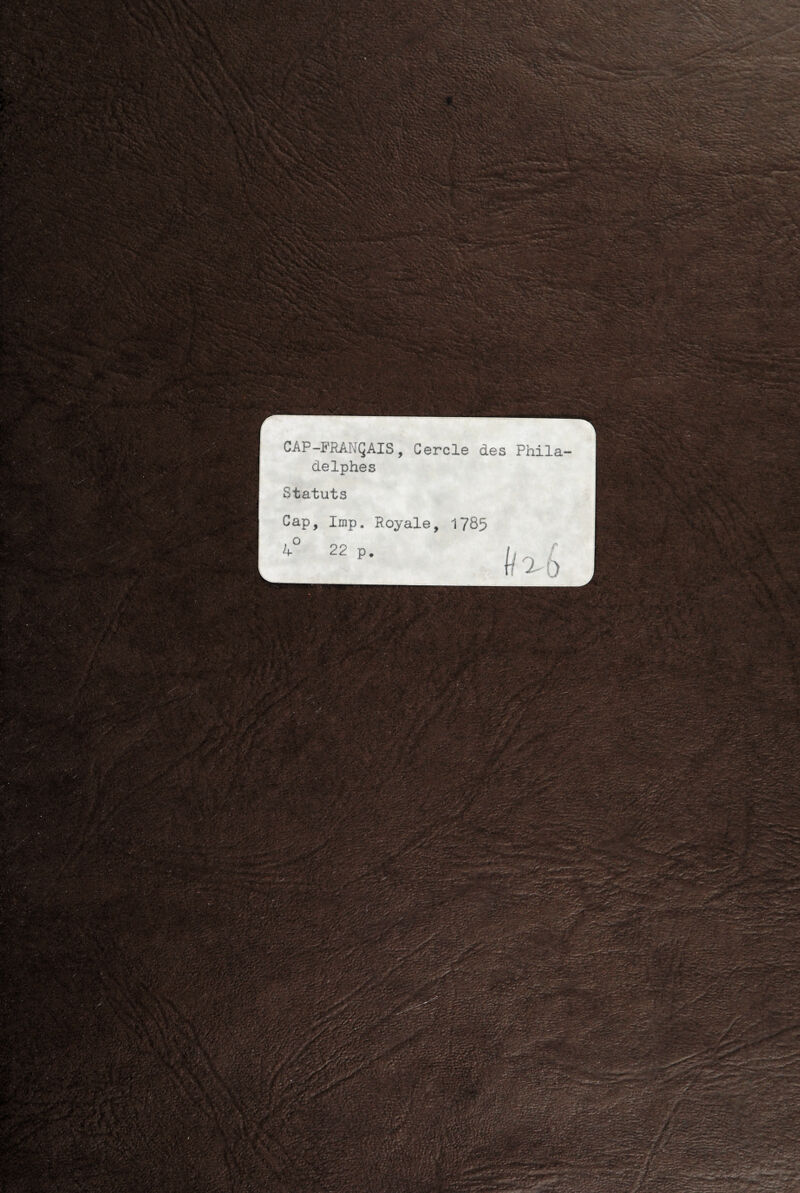 CAP-FRANÇAIS, Cercle des Phila-
delphes
Statuts
Cap, Imp. Royale, 1785
4° 22 p.
H26